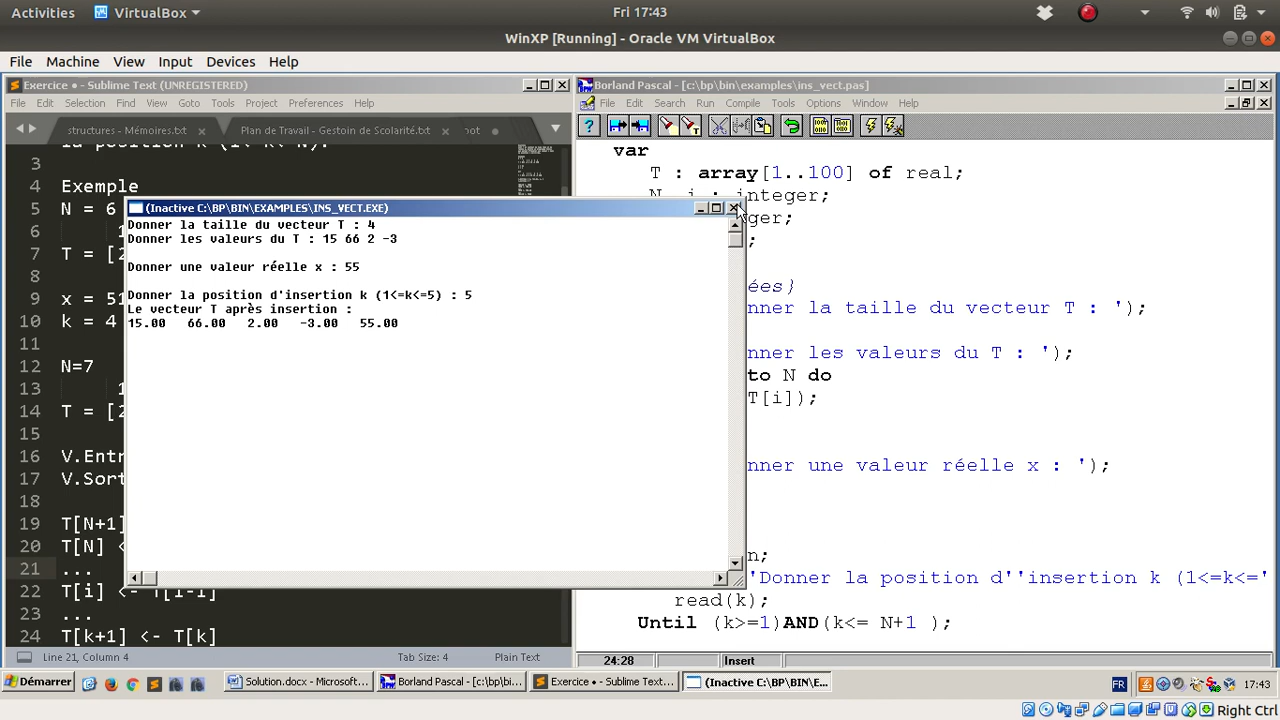 Activities VirtualBox Fri 17:43
WinXP [Running] - Oracle VM VirtualBox
File Machine View Input Devices Help
Exercice • - Sublime Text (UNREGISTERED)
File Edit Selection Find View Goto Tools Project Preferences Help
structures - Mémoires.txt Plan de Travail - Gestoin de Scolarité.txt
3
4 Exemple
5 N = 6
6
7 T = [2
8
9 x = 51
10 k = 4
11
12 N=7
13
14 T = [2
15
16 V.Entr
17 V.Sort
18
19 T[N+1]
20 T[N] <
21 ...
22 T[i] <- T[i-1]
23 ...
24 T[k+1] <- T[k]
Line 21, Column 4 Tab Size: 4 Plain Text
(Inactive C:\BP\BIN\EXAMPLES\INS_VECT.EXE)
Donner la taille du vecteur T : 4
Donner les valeurs du T : 15 66 2 -3
Donner une valeur réelle x : 55
Donner la position d'insertion k (1<=k<=5) : 5
Le vecteur T après insertion :
15.00 66.00 2.00 -3.00 55.00
Borland Pascal - [c:\bp\bin\examples\ins_vect.pas]
File Edit Search Run Compile Tools Options Window Help
var
T : array[1..100] of real;
N, i : integer;
ger;
;
ées}
nner la taille du vecteur T : ');
nner les valeurs du T : ');
to N do
T[i]);
nner une valeur réelle x : ');
n;
'Donner la position d''insertion k (1<=k<='
read(k);
Until (k>=1)AND(k<= N+1 );
24:28 Insert
Démarrer Solution.docx - Microsoft... Borland Pascal - [c:\bp\bi... Exercice • - Sublime Text... (Inactive C:\BP\BIN\E... FR 17:43
Right Ctrl